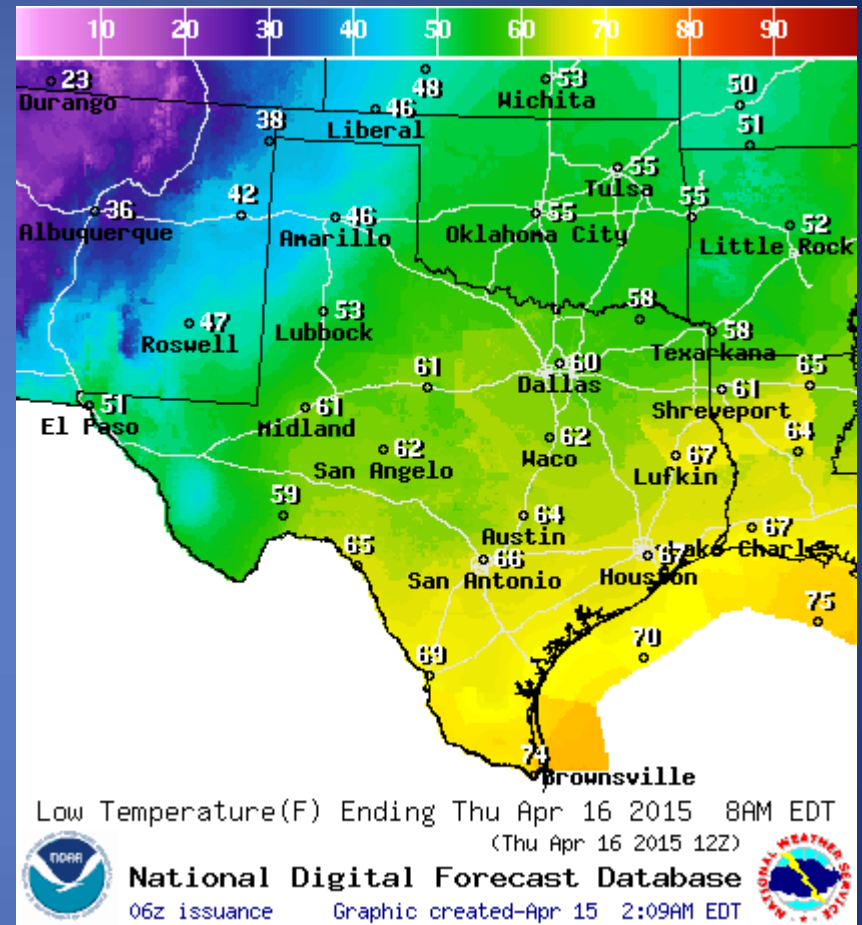 10 20 30 40 50 60 70 80 90
23 Durango
48
53 Wichita
50
46 Liberal
38
51
55 Tulsa
36 Albuquerque
42
46 Amarillo
55 Oklahoma City
55
52 Little Rock
47 Roswell
53 Lubbock
58
58 Texarkana
60 Dallas
61
65
51 El Paso
61 Midland
61 Shreveport
62 San Angelo
62 Waco
67 Lufkin
64
59
64 Austin
67
65
66 San Antonio
67 Houston
Lake Charles
75
70
69
74 Brownsville
Low Temperature(F) Ending Thu Apr 16 2015 8AM EDT
(Thu Apr 16 2015 12Z)
NOAA
National Digital Forecast Database
06z issuance Graphic created-Apr 15 2:09AM EDT
NATIONAL WEATHER SERVICE